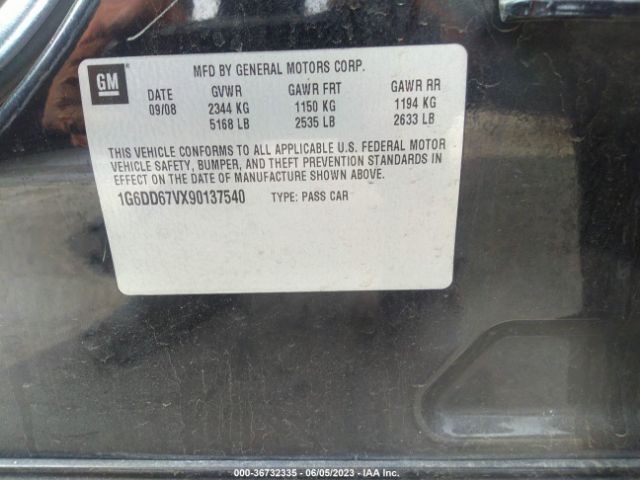 GM
MFD BY GENERAL MOTORS CORP.
DATE GVWR GAWR FRT GAWR RR
09/08 2344 KG 1150 KG 1194 KG
5168 LB 2535 LB 2633 LB
THIS VEHICLE CONFORMS TO ALL APPLICABLE U.S. FEDERAL MOTOR
VEHICLE SAFETY, BUMPER, AND THEFT PREVENTION STANDARDS IN
EFFECT ON THE DATE OF MANUFACTURE SHOWN ABOVE.
1G6DD67VX90137540 TYPE: PASS CAR
000-36732335 - 06/05/2023 - IAA Inc.